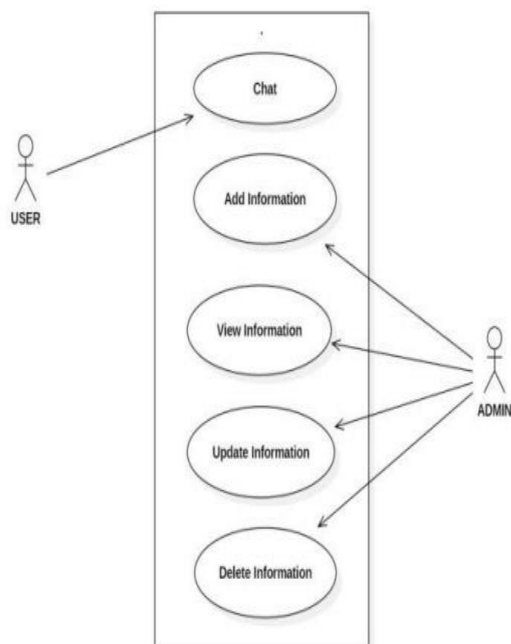 Chat
USER
Add Information
View Information
ADMIN
Update Information
Delete Information